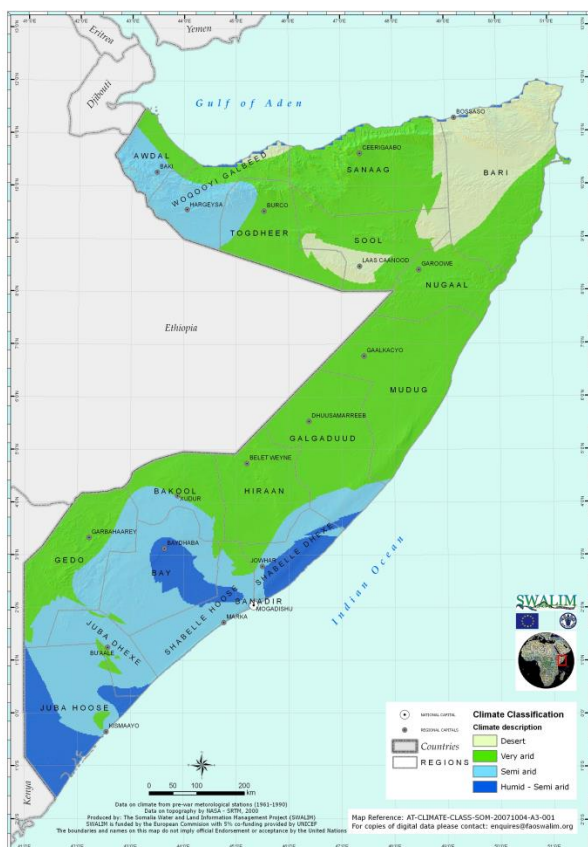 Eritrea
Yemen
Djibouti
Gulf of Aden
BOSSASO
AWDAL
BAKI
WOQOOYI GALBEED
CEERIGAABO
SANAAG
BARI
HARGEYSA
BURCO
TOGDHEER
SOOL
LAAS CAANOOD
GAROOWE
NUGAAL
Ethiopia
GAALKACYO
MUDUG
DHUUSAMARREEB
GALGADUUD
BELET WEYNE
BAKOOL
XUDUR
HIRAAN
GARBAHAAREY
GEDO
BAYDHABA
BAY
JOWHAR
SHABELLE DHEXE
Indian Ocean
BANADIR
MOGADISHU
SHABELLE HOOSE
MARKA
JUBA DHEXE
BU'AALE
JUBA HOOSE
KISMAAYO
Kenya
SWALIM
NATIONAL CAPITAL
REGIONAL CAPITALS
Countries
REGIONS
Climate Classification
Climate description
Desert
Very arid
Semi arid
Humid - Semi arid
0 50 100 200
km
Data on climate from pre-war meterological stations (1961-1990)
Data on topography by NASA - SRTM, 2000
Produced by: The Somalia Water and Land Information Management Project (SWALIM)
SWALIM is funded by the European Commision with 5% co-funding provided by UNICEF
The boundaries and names on this map do not imply official Endorsement or acceptance by the United Nations
Map Reference: AT-CLIMATE-CLASS-SOM-20071004-A3-001
For copies of digital data please contact: enquires@faoswalim.org